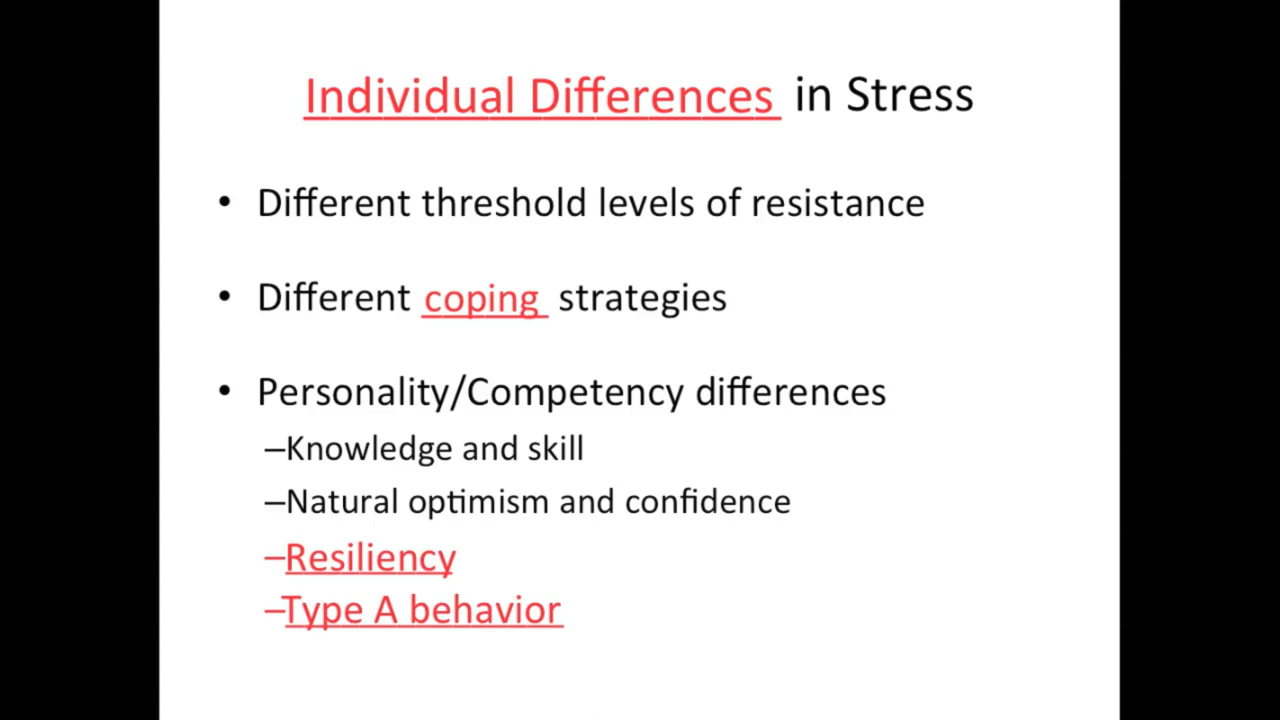 Individual Differences in Stress
• Different threshold levels of resistance
• Different coping strategies
• Personality/Competency differences
–Knowledge and skill
–Natural optimism and confidence
–Resiliency
–Type A behavior